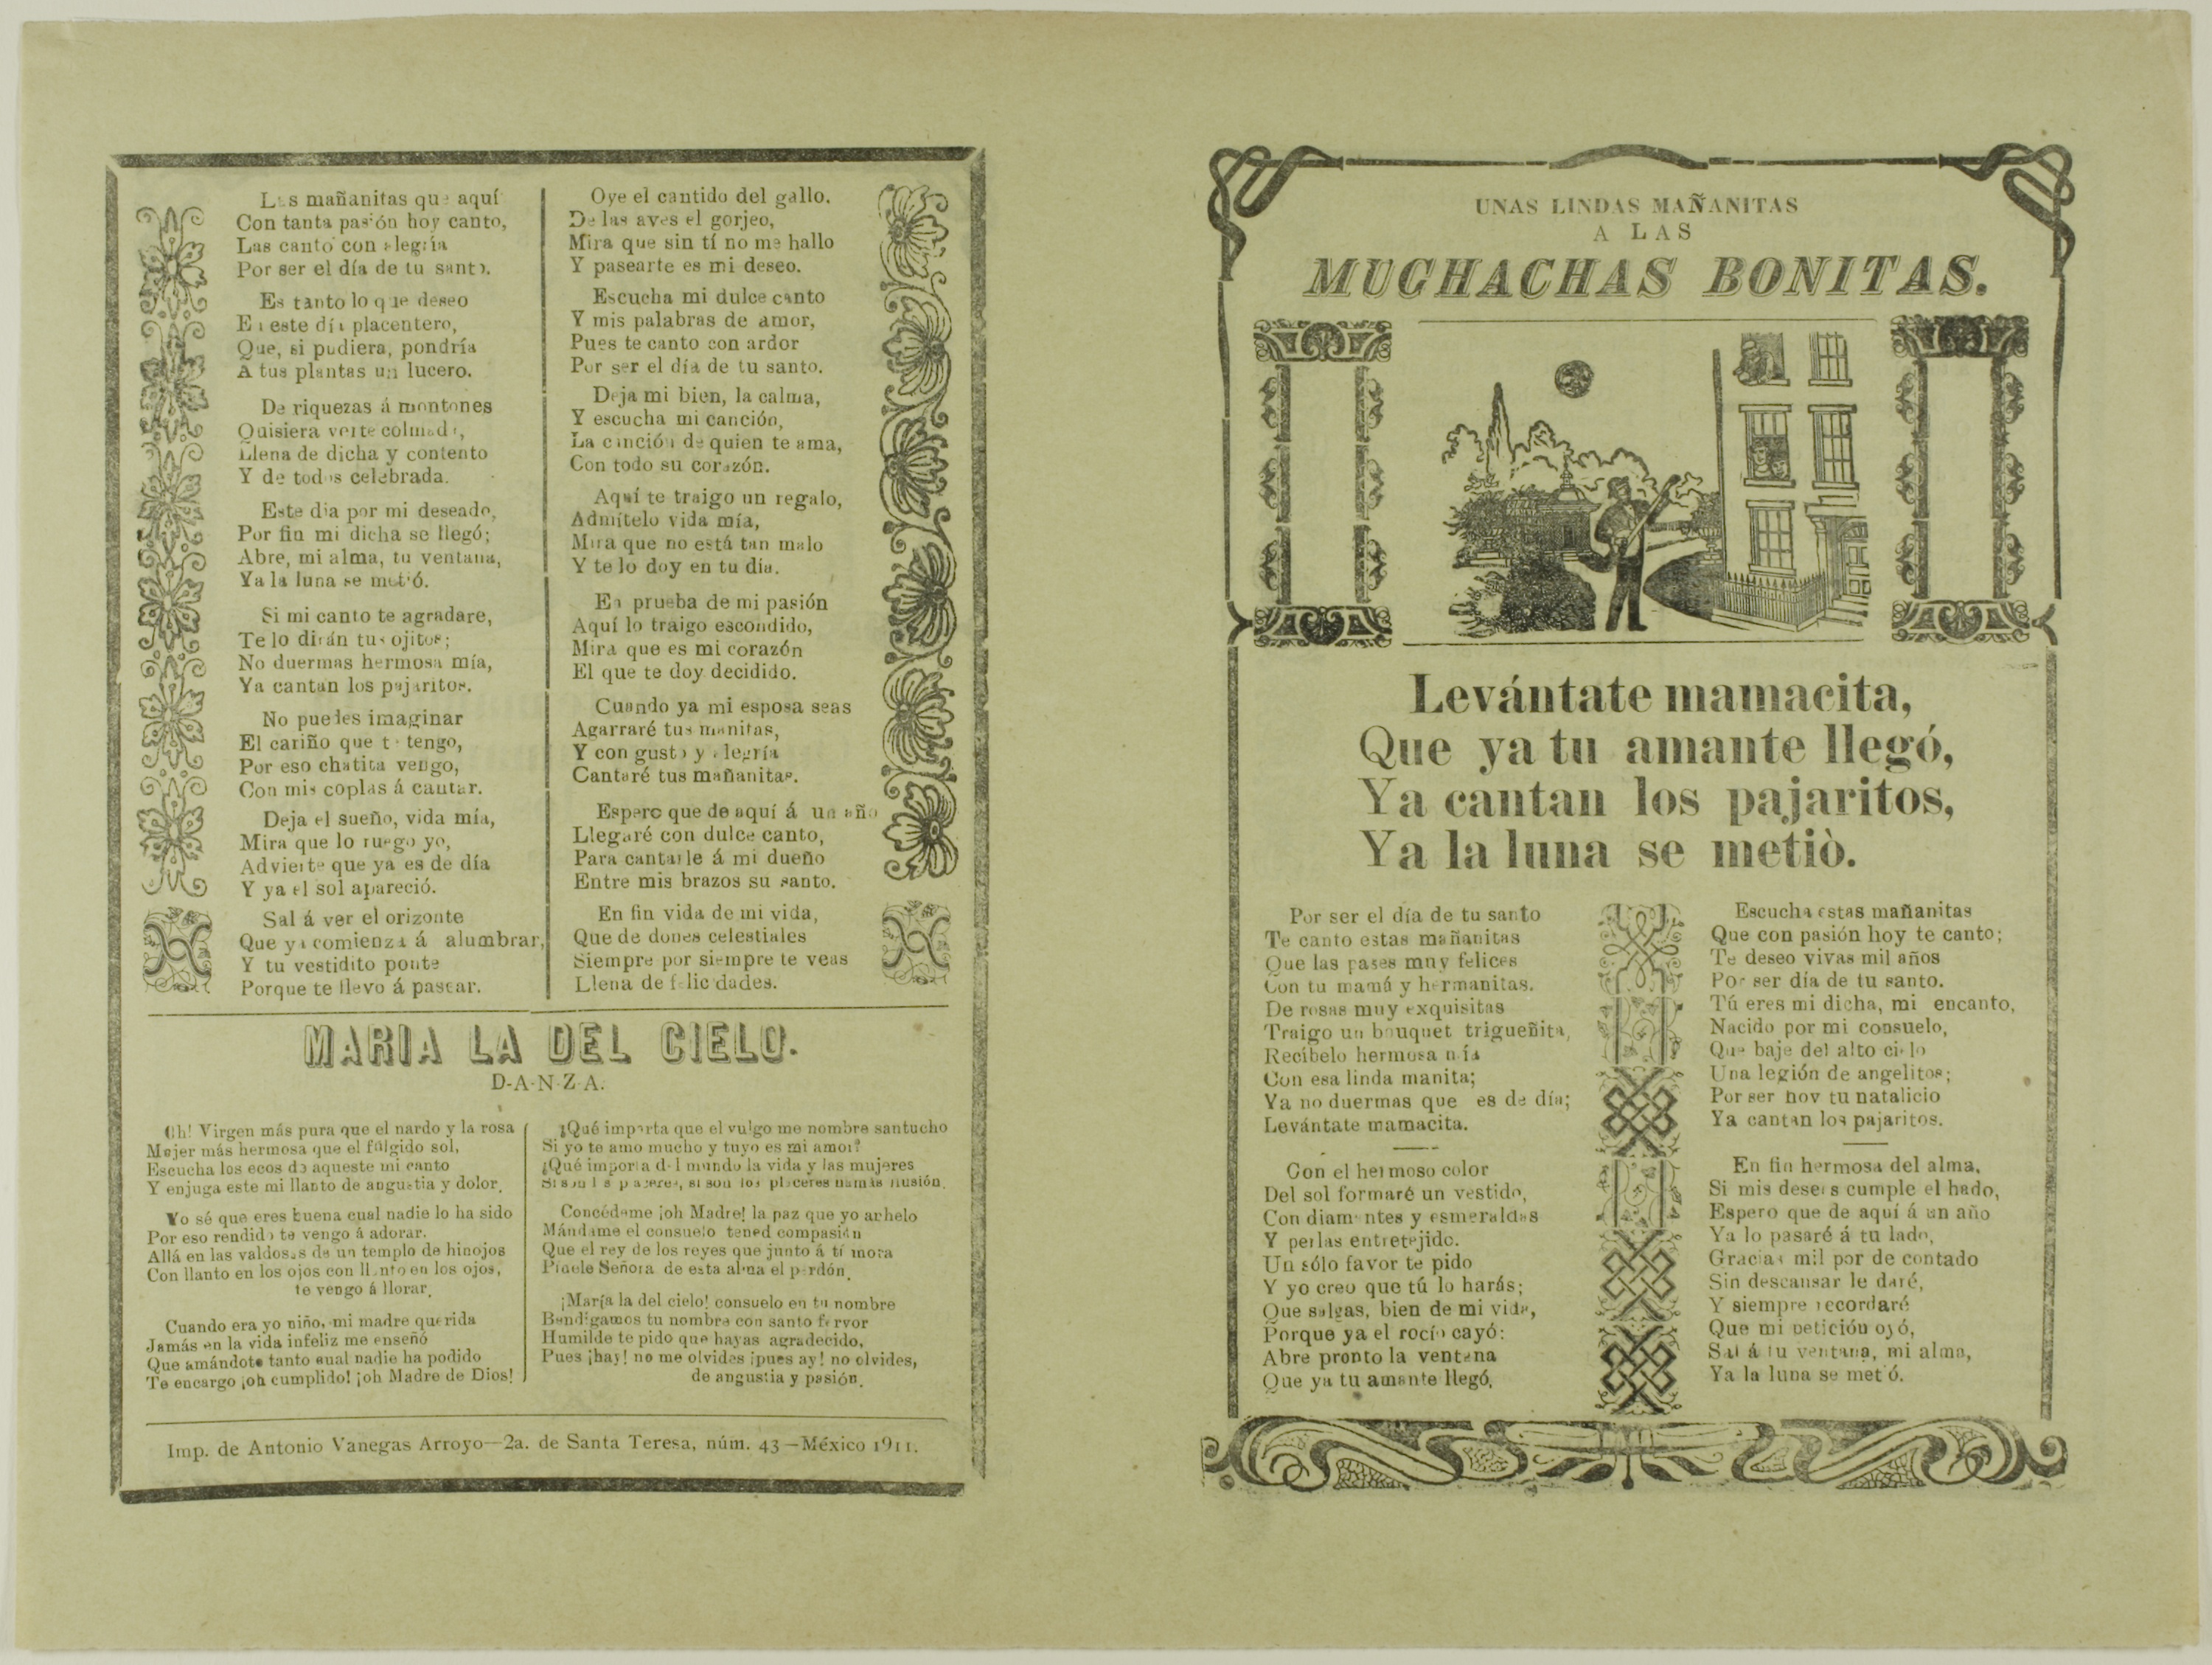 Las mañanitas que aquí
Con tanta pasión hoy canto,
Las canto con alegría
Por ser el día de tu santo.
Es tanto lo que deseo
En este día placentero,
Que, si pudiera, pondría
A tus plantas un lucero.
De riquezas á montones
Quisiera verte colmada,
Llena de dicha y contento
Y de todos celebrada.
Este dia por mi deseado,
Por fin mi dicha se llegó;
Abre, mi alma, tu ventana,
Ya la luna se metió.
Si mi canto te agradare,
Te lo dirán tus ojitos;
No duermas hermosa mía,
Ya cantan los pajaritos.
No puedes imaginar
El cariño que te tengo,
Por eso chatita vengo,
Con mis coplas á cantar.
Deja el sueño, vida mía,
Mira que lo ruego yo,
Advierte que ya es de día
Y ya el sol apareció.
Sal á ver el orizonte
Que ya comienza á alumbrar,
Y tu vestidito ponte
Porque te llevo á pasear.
Oye el cantido del gallo.
De las aves el gorjeo,
Mira que sin tí no me hallo
Y pasearte es mi deseo.
Escucha mi dulce canto
Y mis palabras de amor,
Pues te canto con ardor
Por ser el día de tu santo.
Deja mi bien, la calma,
Y escucha mi canción,
La canción de quien te ama,
Con todo su corazón.
Aquí te traigo un regalo,
Admítelo vida mía,
Mira que no está tan malo
Y te lo doy en tu día.
En prueba de mi pasión
Aquí lo traigo escondido,
Mira que es mi corazón
El que te doy decidido.
Cuando ya mi esposa seas
Agarraré tus manitas,
Y con gusto y alegría
Cantaré tus mañanitas.
Espero que de aquí á un año
Llegaré con dulce canto,
Para cantarle á mi dueño
Entre mis brazos su santo.
En fin vida de mi vida,
Que de dones celestiales
Siempre por siempre te veas
Llena de felicidades.
MARIA LA DEL CIELO.
D-A-N-Z-A.
Oh! Virgen más pura que el nardo y la rosa
Mujer más hermosa que el fúlgido sol,
Escucha los ecos de aqueste mi canto
Y enjuga este mi llanto de angustia y dolor.
Yo sé que eres buena cual nadie lo ha sido
Por eso rendido te vengo á adorar.
Allá en las valdosas de un templo de hinojos
Con llanto en los ojos con llanto en los ojos,
te vengo á llorar.
Cuando era yo niño, mi madre querida
Jamás en la vida infeliz me enseñó
Que amándote tanto cual nadie ha podido
Te encargo ¡oh cumplido! ¡oh Madre de Dios!
¡Qué importa que el vulgo me nombre santucho
Si yo te amo mucho y tuyo es mi amor?
¿Qué importa del mundo la vida y las mujeres
Si son los placeres, si son los placeres namás ilusión.
Concédeme ¡oh Madre! la paz que yo anhelo
Mándame el consuelo tened compasión
Que el rey de los reyes que junto á tí mora
Pidele Señora de esta alma el perdón.
¡María la del cielo! consuelo en tu nombre
Bendigamos tu nombre con santo fervor
Humilde te pido que hayas agradecido,
Pues ¡hay! no me olvides ¡pues ay! no olvides,
de angustia y pasión.
Imp. de Antonio Vanegas Arroyo—2a. de Santa Teresa, núm. 43—México 1911.
UNAS LINDAS MAÑANITAS
A LAS
MUCHACHAS BONITAS.
Levántate mamacita,
Que ya tu amante llegó,
Ya cantan los pajaritos,
Ya la luna se metiò.
Por ser el día de tu santo
Te canto estas mañanitas
Que las pases muy felices
Con tu mamá y hermanitas.
De rosas muy exquisitas
Traigo un bouquet trigueñita,
Recíbelo hermosa mía
Con esa linda manita;
Ya no duermas que es de día;
Levántate mamacita.
Con el hermoso color
Del sol formaré un vestido,
Con diamantes y esmeraldas
Y perlas entretejido.
Un sólo favor te pido
Y yo creo que tú lo harás;
Que salgas, bien de mi vida,
Porque ya el rocío cayó:
Abre pronto la ventana
Que ya tu amante llegó.
Escucha estas mañanitas
Que con pasión hoy te canto;
Te deseo vivas mil años
Por ser día de tu santo.
Tú eres mi dicha, mi encanto,
Nacido por mi consuelo,
Que baje del alto cielo
Una legión de angelitos;
Por ser hoy tu natalicio
Ya cantan los pajaritos.
En fin hermosa del alma,
Si mis deseos cumple el hado,
Espero que de aquí á un año
Ya lo pasaré á tu lado,
Gracias mil por de contado
Sin descansar le daré,
Y siempre recordaré
Que mi petición oyó,
Sal á tu ventana, mi alma,
Ya la luna se metió.